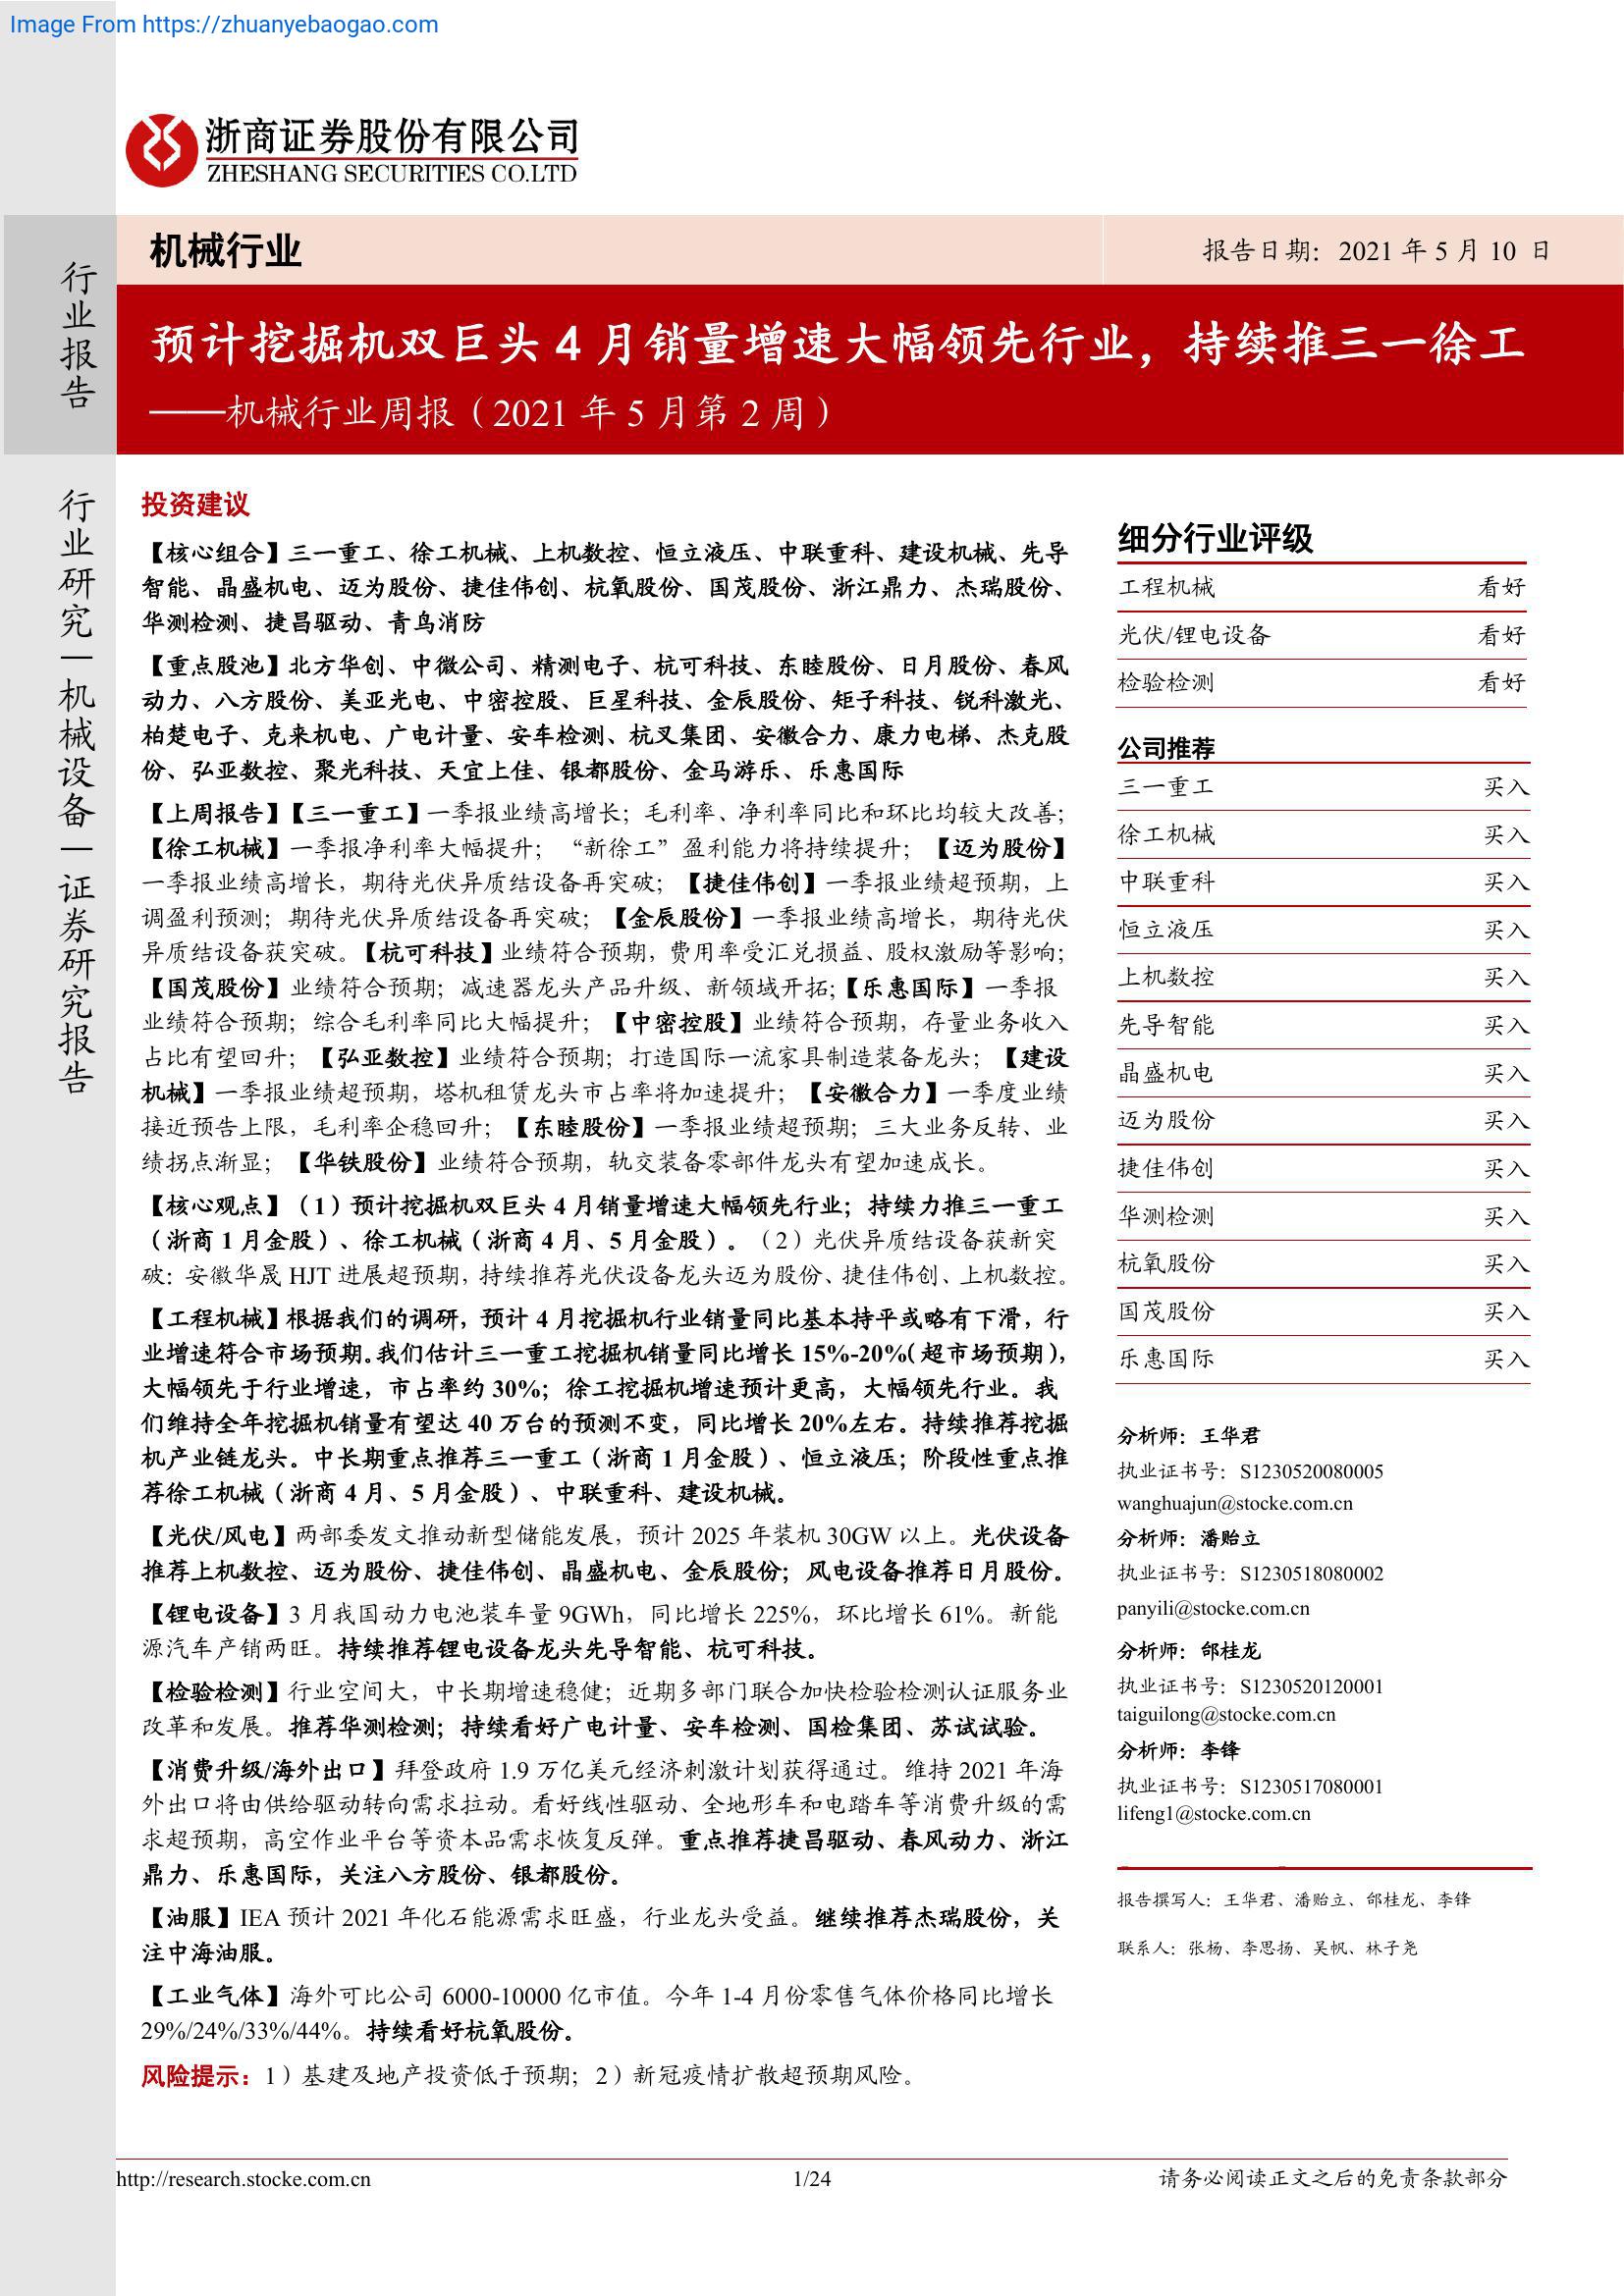 Image From https://zhuanyebaogao.com
浙商证券股份有限公司
ZHESHANG SECURITIES CO.LTD
行业报告
机械行业
报告日期：2021 年 5 月 10 日
预计挖掘机双巨头 4 月销量增速大幅领先行业，持续推三一徐工
——机械行业周报（2021 年 5 月第 2 周）
行业研究—机械设备—证券研究报告
投资建议
【核心组合】三一重工、徐工机械、上机数控、恒立液压、中联重科、建设机械、先导
智能、晶盛机电、迈为股份、捷佳伟创、杭氧股份、国茂股份、浙江鼎力、杰瑞股份、
华测检测、捷昌驱动、青鸟消防
【重点股池】北方华创、中微公司、精测电子、杭可科技、东睦股份、日月股份、春风
动力、八方股份、美亚光电、中密控股、巨星科技、金辰股份、矩子科技、锐科激光、
柏楚电子、克来机电、广电计量、安车检测、杭叉集团、安徽合力、康力电梯、杰克股
份、弘亚数控、聚光科技、天宜上佳、银都股份、金马游乐、乐惠国际
【上周报告】【三一重工】一季报业绩高增长；毛利率、净利率同比和环比均较大改善；
【徐工机械】一季报净利率大幅提升；“新徐工”盈利能力将持续提升；【迈为股份】
一季报业绩高增长，期待光伏异质结设备再突破；【捷佳伟创】一季报业绩超预期，上
调盈利预测；期待光伏异质结设备再突破；【金辰股份】一季报业绩高增长，期待光伏
异质结设备获突破。【杭可科技】业绩符合预期，费用率受汇兑损益、股权激励等影响；
【国茂股份】业绩符合预期；减速器龙头产品升级、新领域开拓;【乐惠国际】一季报
业绩符合预期；综合毛利率同比大幅提升；【中密控股】业绩符合预期，存量业务收入
占比有望回升；【弘亚数控】业绩符合预期；打造国际一流家具制造装备龙头；【建设
机械】一季报业绩超预期，塔机租赁龙头市占率将加速提升；【安徽合力】一季度业绩
接近预告上限，毛利率企稳回升；【东睦股份】一季报业绩超预期；三大业务反转、业
绩拐点渐显；【华铁股份】业绩符合预期，轨交装备零部件龙头有望加速成长。
【核心观点】（1）预计挖掘机双巨头 4 月销量增速大幅领先行业；持续力推三一重工
（浙商 1 月金股）、徐工机械（浙商 4 月、5 月金股）。（2）光伏异质结设备获新突
破：安徽华晟 HJT 进展超预期，持续推荐光伏设备龙头迈为股份、捷佳伟创、上机数控。
【工程机械】根据我们的调研，预计 4 月挖掘机行业销量同比基本持平或略有下滑，行
业增速符合市场预期。我们估计三一重工挖掘机销量同比增长 15%-20%（超市场预期），
大幅领先于行业增速，市占率约 30%；徐工挖掘机增速预计更高，大幅领先行业。我
们维持全年挖掘机销量有望达 40 万台的预测不变，同比增长 20%左右。持续推荐挖掘
机产业链龙头。中长期重点推荐三一重工（浙商 1 月金股）、恒立液压；阶段性重点推
荐徐工机械（浙商 4 月、5 月金股）、中联重科、建设机械。
【光伏/风电】两部委发文推动新型储能发展，预计 2025 年装机 30GW 以上。光伏设备
推荐上机数控、迈为股份、捷佳伟创、晶盛机电、金辰股份；风电设备推荐日月股份。
【锂电设备】3 月我国动力电池装车量 9GWh，同比增长 225%，环比增长 61%。新能
源汽车产销两旺。持续推荐锂电设备龙头先导智能、杭可科技。
【检验检测】行业空间大，中长期增速稳健；近期多部门联合加快检验检测认证服务业
改革和发展。推荐华测检测；持续看好广电计量、安车检测、国检集团、苏试试验。
【消费升级/海外出口】拜登政府 1.9 万亿美元经济刺激计划获得通过。维持 2021 年海
外出口将由供给驱动转向需求拉动。看好线性驱动、全地形车和电踏车等消费升级的需
求超预期，高空作业平台等资本品需求恢复反弹。重点推荐捷昌驱动、春风动力、浙江
鼎力、乐惠国际，关注八方股份、银都股份。
【油服】IEA 预计 2021 年化石能源需求旺盛，行业龙头受益。继续推荐杰瑞股份，关
注中海油服。
【工业气体】海外可比公司 6000-10000 亿市值。今年 1-4 月份零售气体价格同比增长
29%/24%/33%/44%。持续看好杭氧股份。
风险提示：1）基建及地产投资低于预期；2）新冠疫情扩散超预期风险。
细分行业评级
工程机械 看好
光伏/锂电设备 看好
检验检测 看好
公司推荐
三一重工 买入
徐工机械 买入
中联重科 买入
恒立液压 买入
上机数控 买入
先导智能 买入
晶盛机电 买入
迈为股份 买入
捷佳伟创 买入
华测检测 买入
杭氧股份 买入
国茂股份 买入
乐惠国际 买入
分析师：王华君
执业证书号：S1230520080005
wanghuajun@stocke.com.cn
分析师：潘贻立
执业证书号：S1230518080002
panyili@stocke.com.cn
分析师：邰桂龙
执业证书号：S1230520120001
taiguilong@stocke.com.cn
分析师：李锋
执业证书号：S1230517080001
lifeng1@stocke.com.cn
报告撰写人：王华君、潘贻立、邰桂龙、李锋
联系人：张杨、李思扬、吴帆、林子尧
http://research.stocke.com.cn
1/24
请务必阅读正文之后的免责条款部分